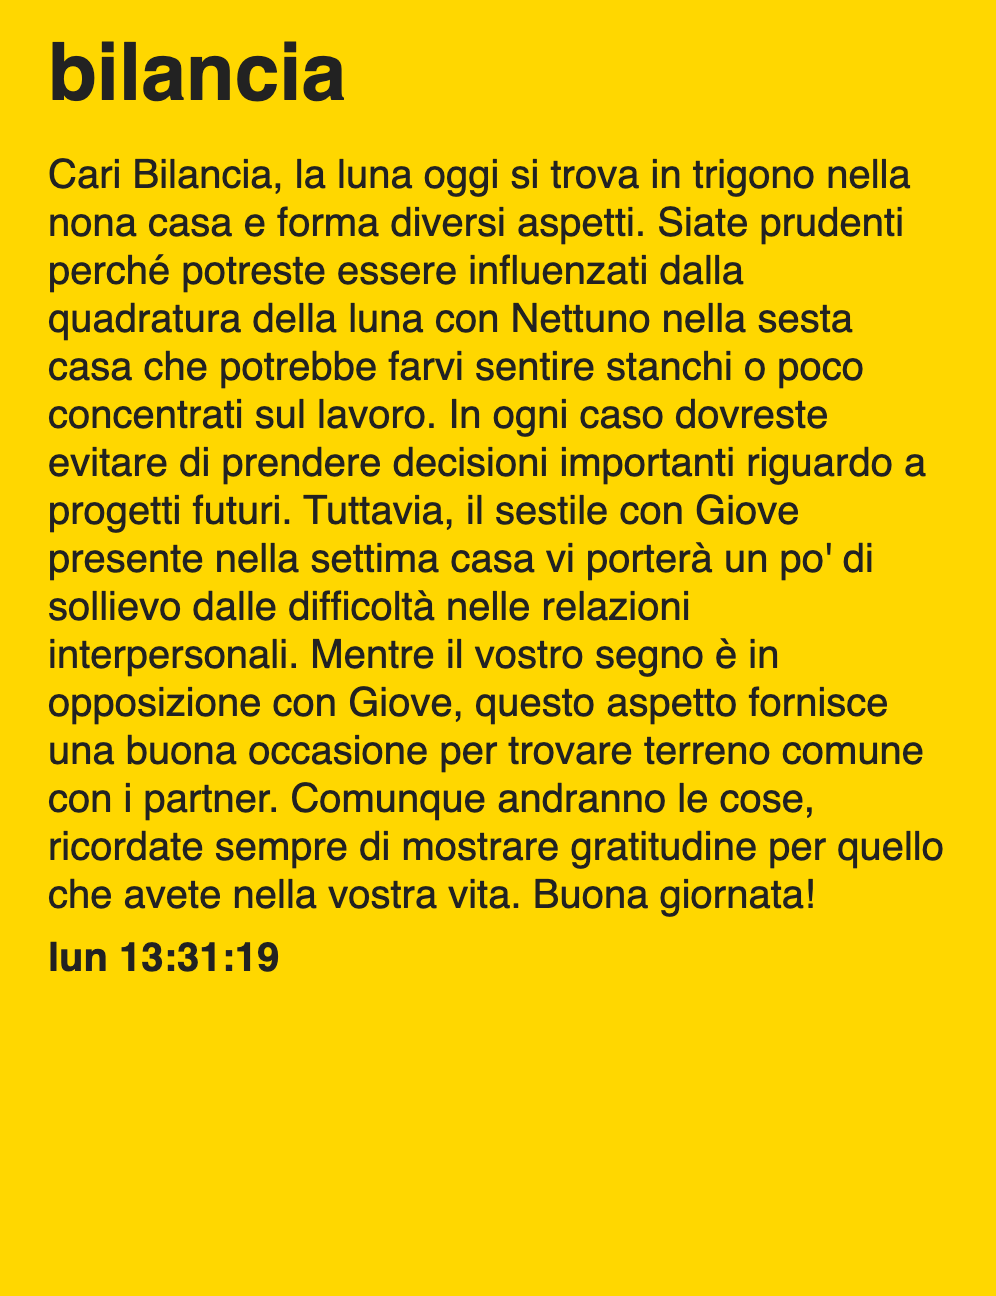 bilancia
Cari Bilancia, la luna oggi si trova in trigono nella
nona casa e forma diversi aspetti. Siate prudenti
perché potreste essere influenzati dalla
quadratura della luna con Nettuno nella sesta
casa che potrebbe farvi sentire stanchi o poco
concentrati sul lavoro. In ogni caso dovreste
evitare di prendere decisioni importanti riguardo a
progetti futuri. Tuttavia, il sestile con Giove
presente nella settima casa vi porterà un po' di
sollievo dalle difficoltà nelle relazioni
interpersonali. Mentre il vostro segno è in
opposizione con Giove, questo aspetto fornisce
una buona occasione per trovare terreno comune
con i partner. Comunque andranno le cose,
ricordate sempre di mostrare gratitudine per quello
che avete nella vostra vita. Buona giornata!
lun 13:31:19